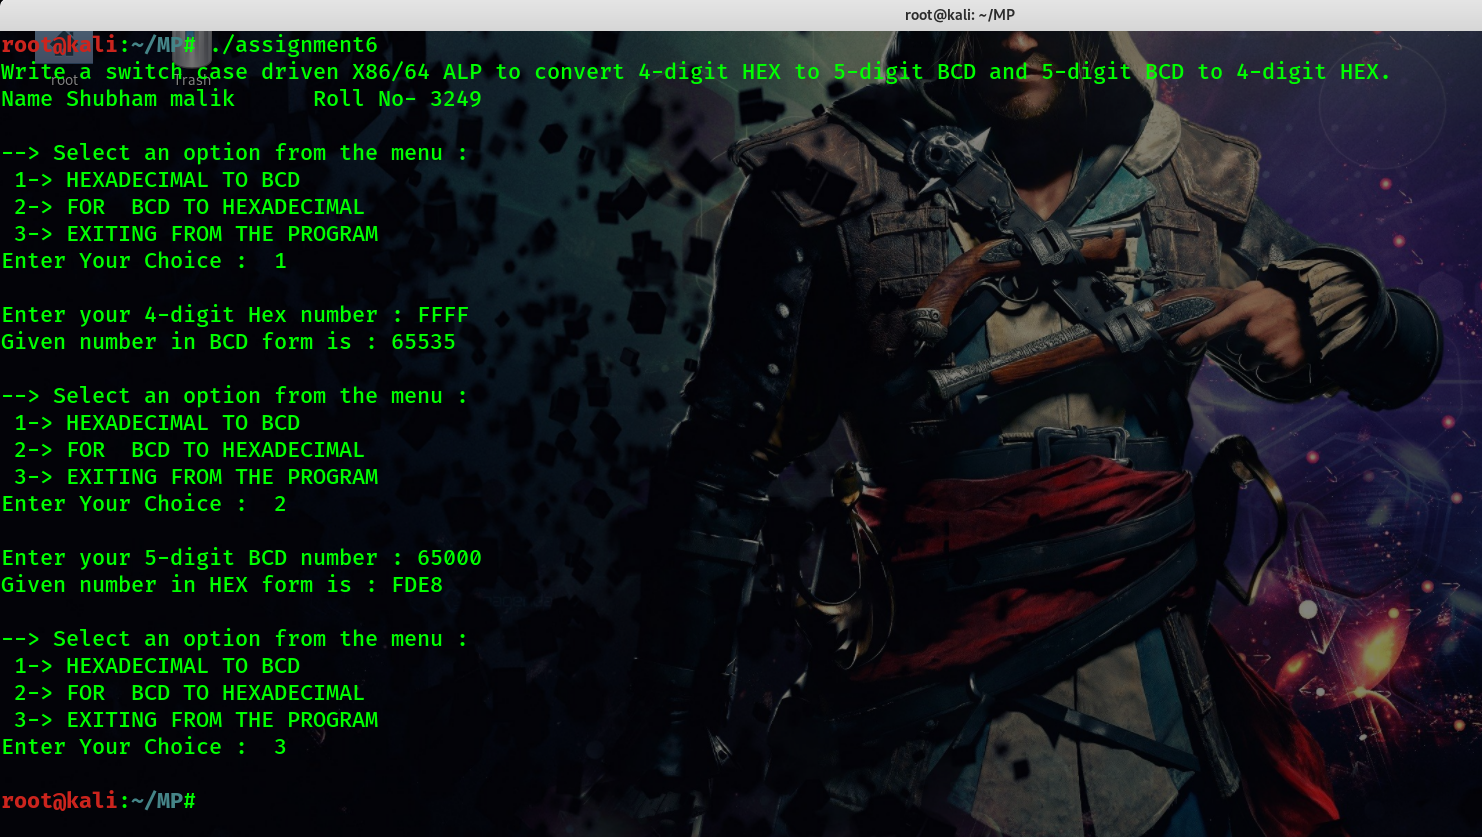 root@kali: ~/MP
root@kali:~/MP# ./assignment6
Write a switch case driven X86/64 ALP to convert 4-digit HEX to 5-digit BCD and 5-digit BCD to 4-digit HEX.
root
Trash
Name Shubham malik      Roll No- 3249
--> Select an option from the menu :
 1-> HEXADECIMAL TO BCD
 2-> FOR  BCD TO HEXADECIMAL
 3-> EXITING FROM THE PROGRAM
Enter Your Choice :  1
Enter your 4-digit Hex number : FFFF
Given number in BCD form is : 65535
--> Select an option from the menu :
 1-> HEXADECIMAL TO BCD
 2-> FOR  BCD TO HEXADECIMAL
 3-> EXITING FROM THE PROGRAM
Enter Your Choice :  2
Enter your 5-digit BCD number : 65000
Given number in HEX form is : FDE8
--> Select an option from the menu :
 1-> HEXADECIMAL TO BCD
 2-> FOR  BCD TO HEXADECIMAL
 3-> EXITING FROM THE PROGRAM
Enter Your Choice :  3
root@kali:~/MP#